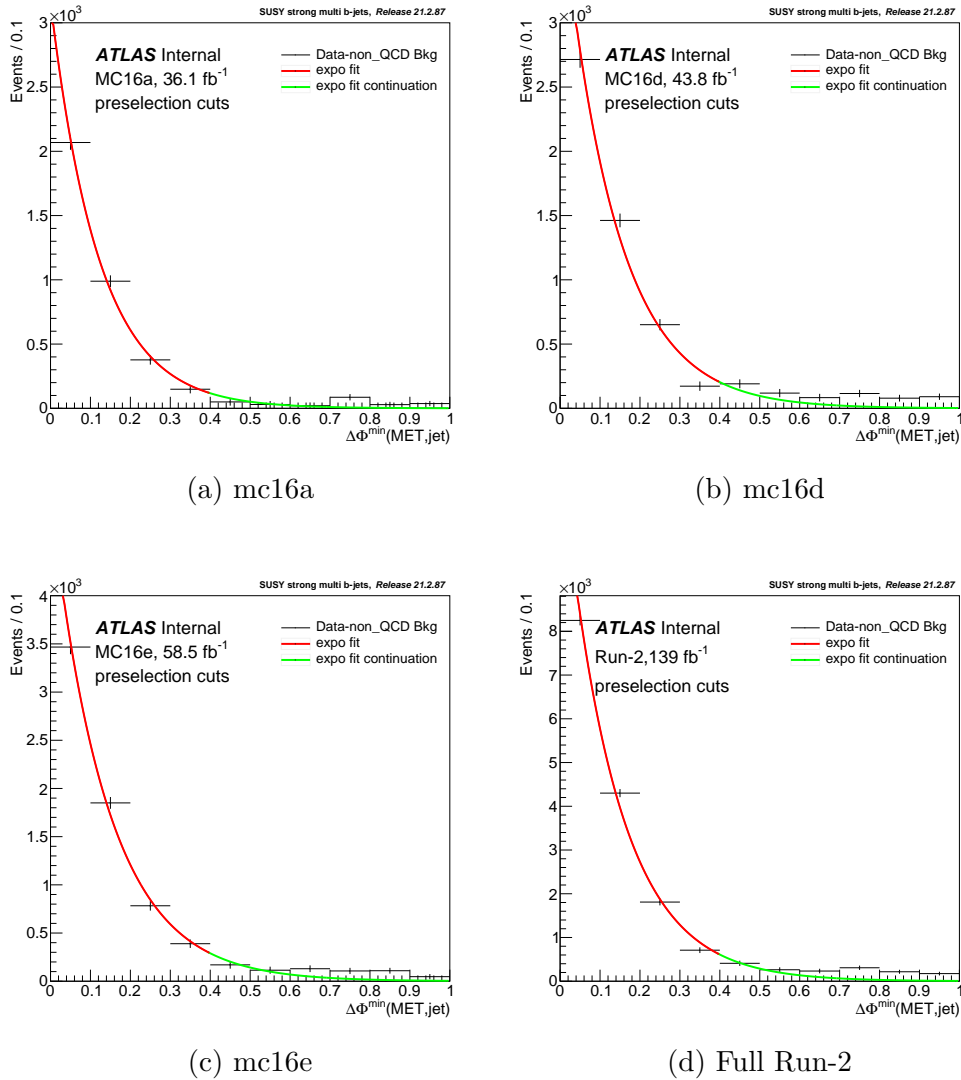 SUSY strong multi b-jets, Release 21.2.87
×10³
Events / 0.1
3
2.5
2
1.5
1
0.5
0
ATLAS Internal
MC16a, 36.1 fb⁻¹
preselection cuts
Data-non_QCD Bkg
expo fit
expo fit continuation
0 0.1 0.2 0.3 0.4 0.5 0.6 0.7 0.8 0.9 1
ΔΦ^min(MET,jet)
(a) mc16a
SUSY strong multi b-jets, Release 21.2.87
×10³
Events / 0.1
3
2.5
2
1.5
1
0.5
0
ATLAS Internal
MC16d, 43.8 fb⁻¹
preselection cuts
Data-non_QCD Bkg
expo fit
expo fit continuation
0 0.1 0.2 0.3 0.4 0.5 0.6 0.7 0.8 0.9 1
ΔΦ^min(MET,jet)
(b) mc16d
SUSY strong multi b-jets, Release 21.2.87
×10³
Events / 0.1
4
3.5
3
2.5
2
1.5
1
0.5
0
ATLAS Internal
MC16e, 58.5 fb⁻¹
preselection cuts
Data-non_QCD Bkg
expo fit
expo fit continuation
0 0.1 0.2 0.3 0.4 0.5 0.6 0.7 0.8 0.9 1
ΔΦ^min(MET,jet)
(c) mc16e
SUSY strong multi b-jets, Release 21.2.87
×10³
Events / 0.1
8
7
6
5
4
3
2
1
0
ATLAS Internal
Run-2,139 fb⁻¹
preselection cuts
Data-non_QCD Bkg
expo fit
expo fit continuation
0 0.1 0.2 0.3 0.4 0.5 0.6 0.7 0.8 0.9 1
ΔΦ^min(MET,jet)
(d) Full Run-2